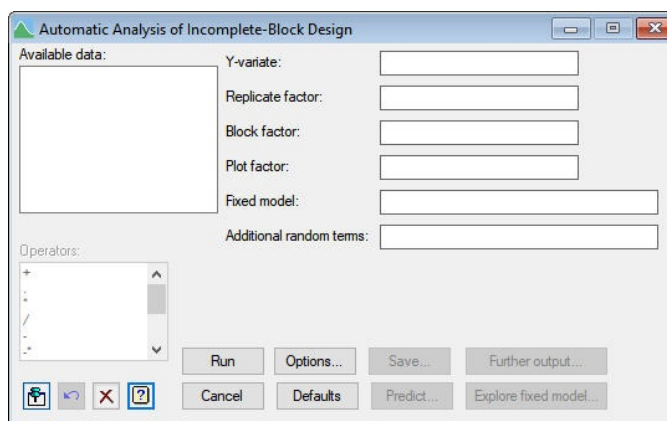 Automatic Analysis of Incomplete-Block Design
Available data:
Y-variate:
Replicate factor:
Block factor:
Plot factor:
Fixed model:
Additional random terms:
Operators:
+
/
-
-*
Run Options... Save... Further output...
Cancel Defaults Predict... Explore fixed model...
?